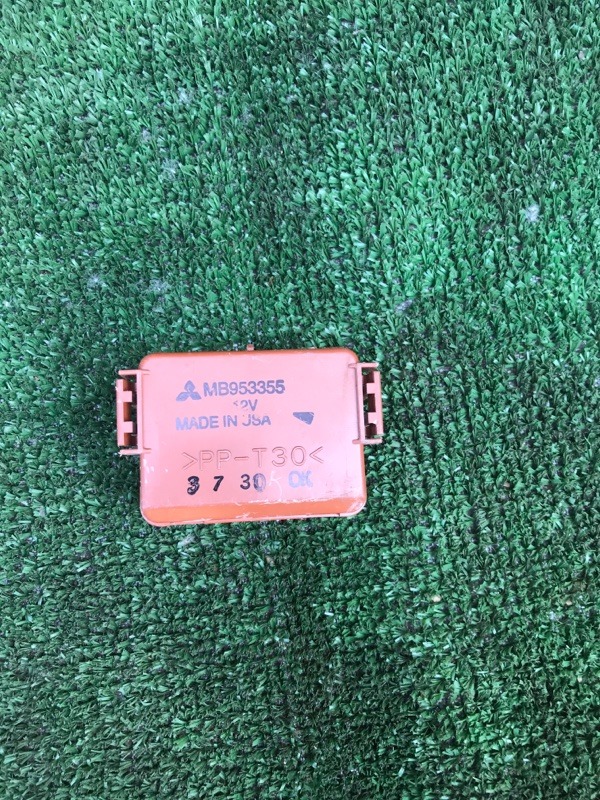 MB953355
12V
MADE IN USA
>PP-T30<
3 7 30 OK